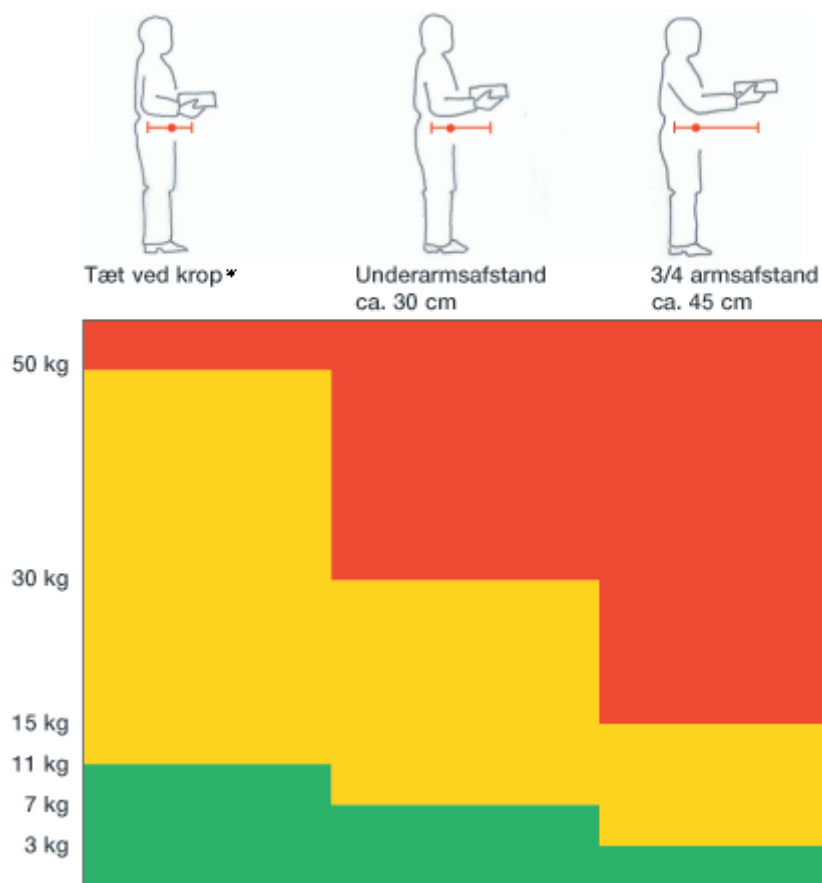 Tæt ved krop*
Underarmsafstand
ca. 30 cm
3/4 armsafstand
ca. 45 cm
50 kg
30 kg
15 kg
11 kg
7 kg
3 kg